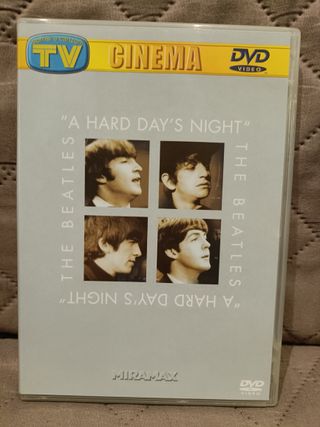 TV
CINEMA
DVD
VIDEO
"A HARD DAY'S NIGHT"
THE BEATLES
THE BEATLES
"A HARD DAY'S NIGHT"
MIRAMAX
DVD
VIDEO